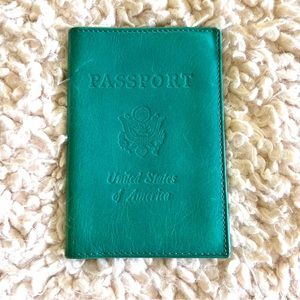 PASSPORT
United States
of America